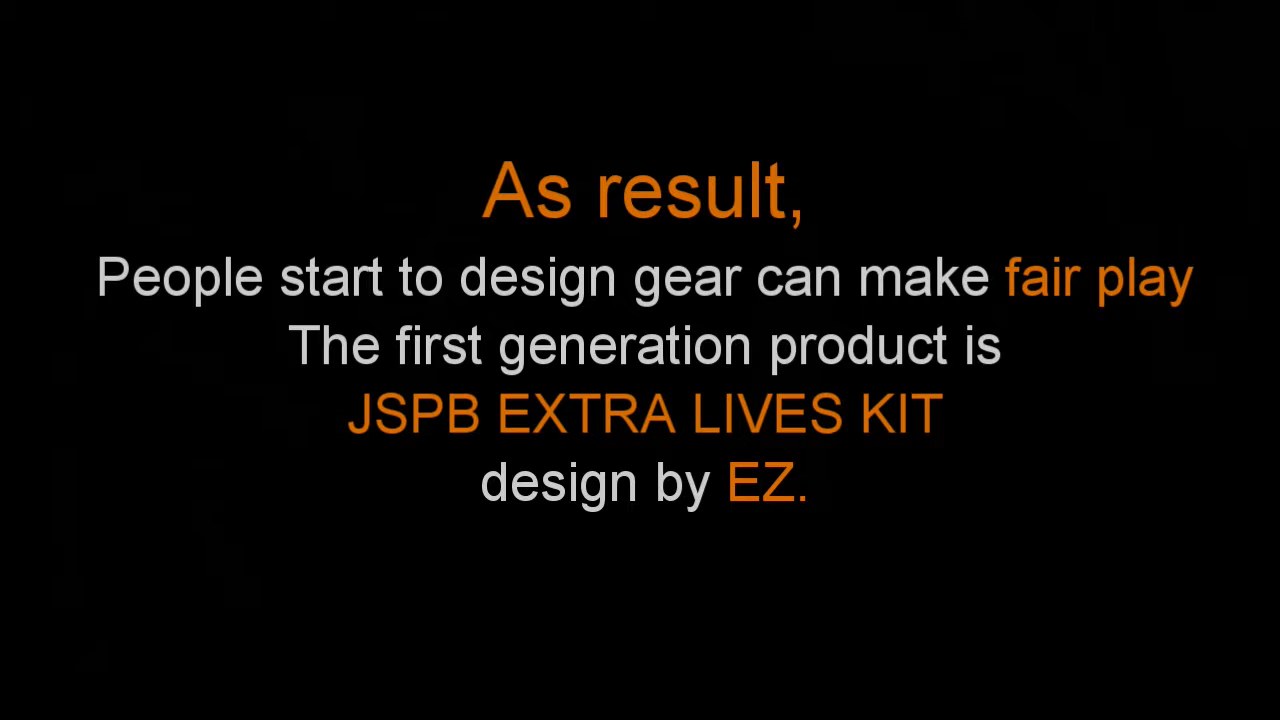 As result,
People start to design gear can make fair play
The first generation product is
JSPB EXTRA LIVES KIT
design by EZ.